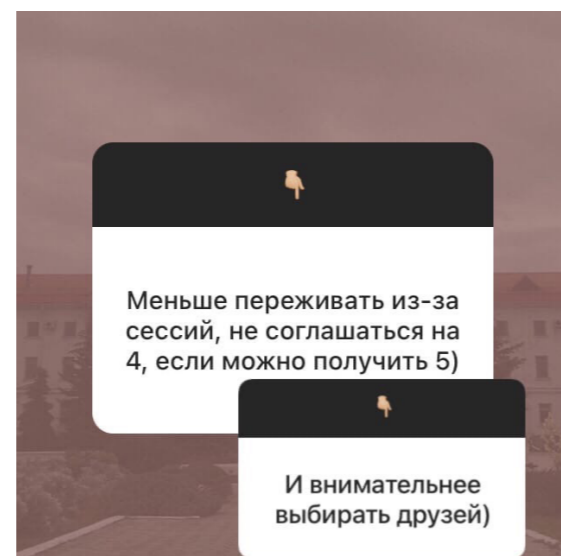 👇🏼
Меньше переживать из-за
сессий, не соглашаться на
4, если можно получить 5)
👇🏼
И внимательнее
выбирать друзей)